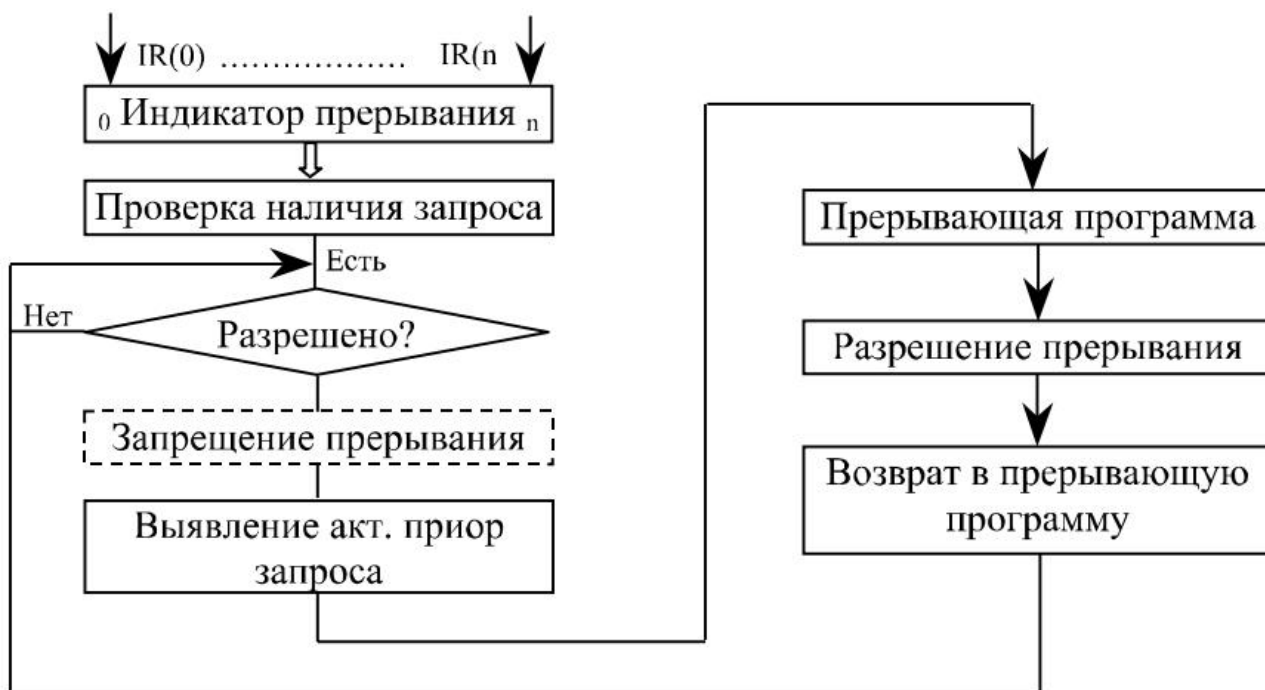 IR(0) .................. IR(n
0 Индикатор прерывания n
Проверка наличия запроса
Есть
Нет
Разрешено?
Запрещение прерывания
Выявление акт. приор
запроса
Прерывающая программа
Разрешение прерывания
Возврат в прерывающую
программу